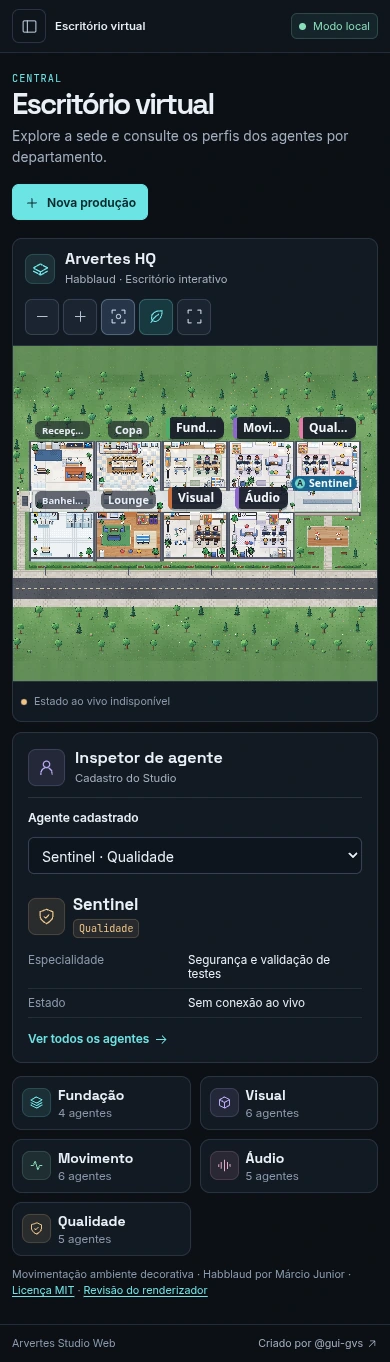 Escritório virtual
Modo local
CENTRAL
Escritório virtual
Explore a sede e consulte os perfis dos agentes por
departamento.
Nova produção
Arvertes HQ
Habblaud · Escritório interativo
Recepç...
Copa
Fund...
Movi...
Qual...
A Sentinel
Banhei...
Lounge
Visual
Áudio
Estado ao vivo indisponível
Inspetor de agente
Cadastro do Studio
Agente cadastrado
Sentinel · Qualidade
Sentinel
Qualidade
Especialidade
Segurança e validação de
testes
Estado
Sem conexão ao vivo
Ver todos os agentes →
Fundação
4 agentes
Visual
6 agentes
Movimento
6 agentes
Áudio
5 agentes
Qualidade
5 agentes
Movimentação ambiente decorativa · Habblaud por Márcio Junior ·
Licença MIT · Revisão do renderizador
Arvertes Studio Web
Criado por @gui-gvs ↗